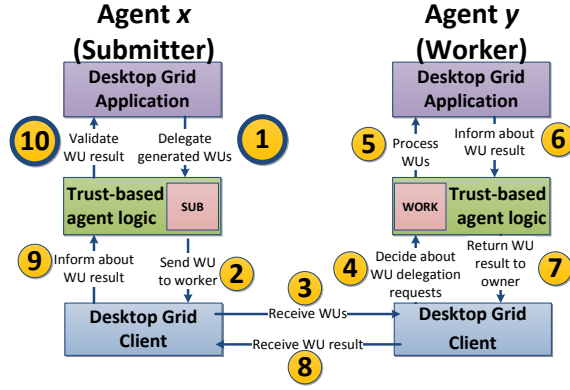 Agent x
(Submitter)
Desktop Grid
Application
10
Validate
WU result
Delegate
generated WUs
1
Trust-based
agent logic
SUB
9
Inform about
WU result
Send WU
to worker
2
Desktop Grid
Client
3
Receive WUs
Receive WU result
8
Agent y
(Worker)
Desktop Grid
Application
5
Process
WUs
Inform about
WU result
6
WORK
Trust-based
agent logic
4
Decide about
WU delegation
requests
Return WU
result to
owner
7
Desktop Grid
Client